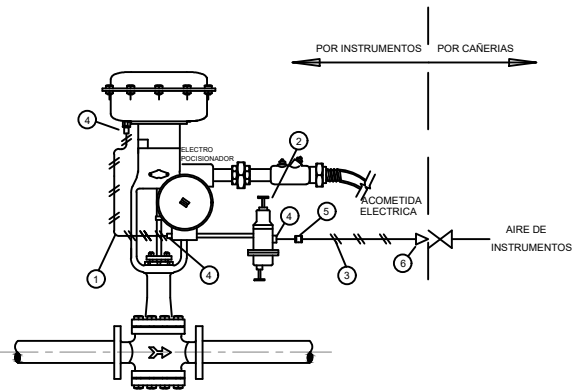 POR INSTRUMENTOS
POR CAÑERIAS
4
2
ELECTRO
POCISIONADOR
ACOMETIDA
ELECTRICA
4
5
AIRE DE
INSTRUMENTOS
1
4
3
6